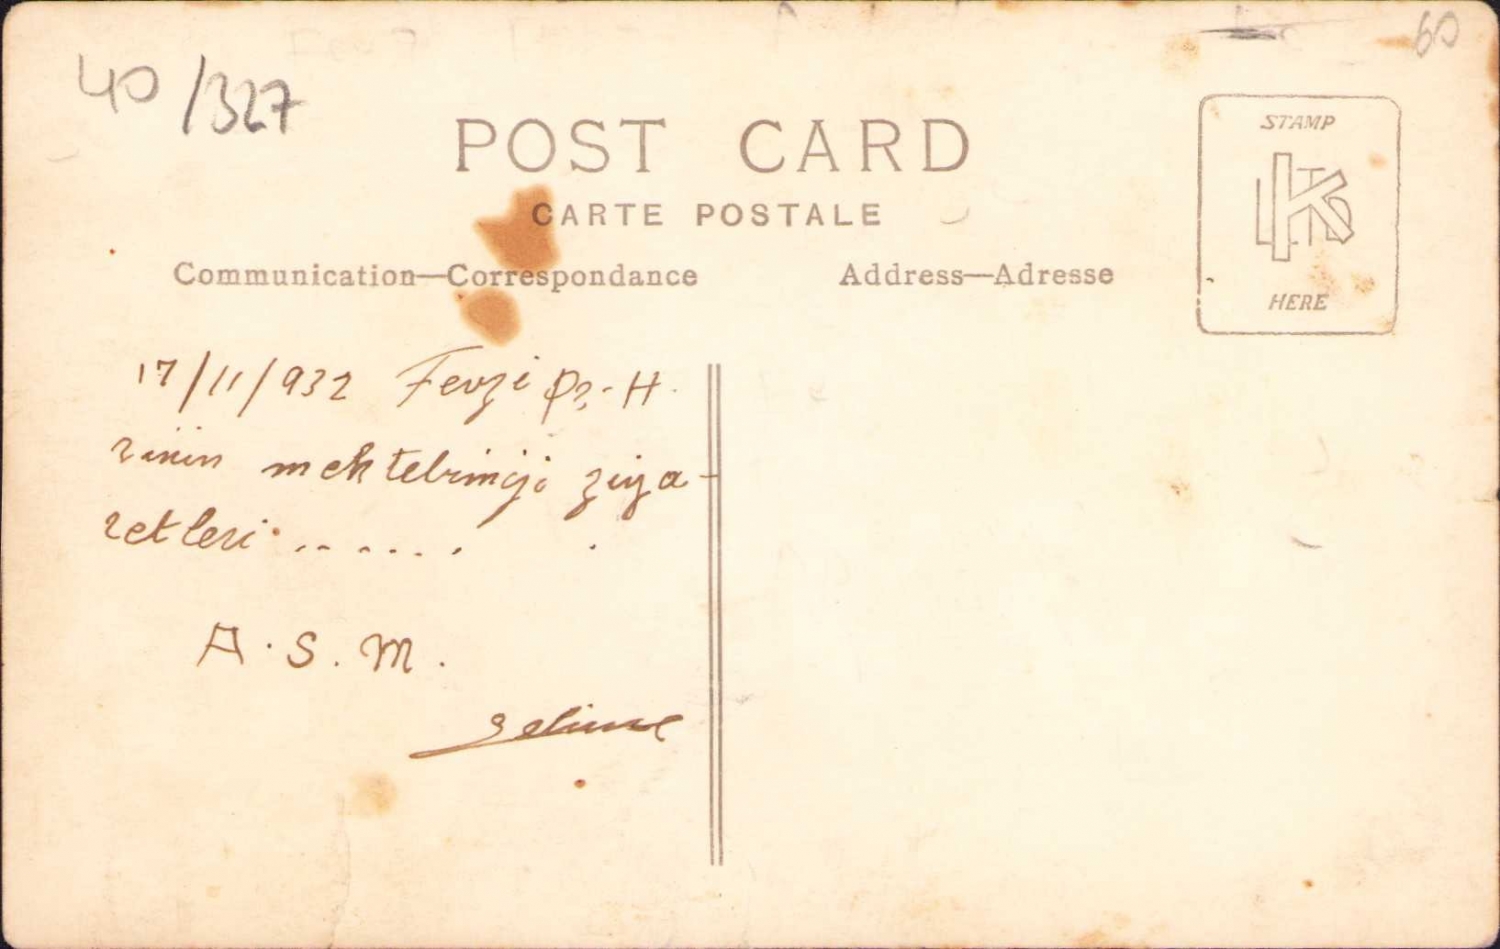 40/327
60
POST CARD
CARTE POSTALE
Communication—Correspondance
Address—Adresse
STAMP
HERE
17/11/932 Fevzi Pş.-H
mektebimizi ziya-
retleri.......
A.S.M.